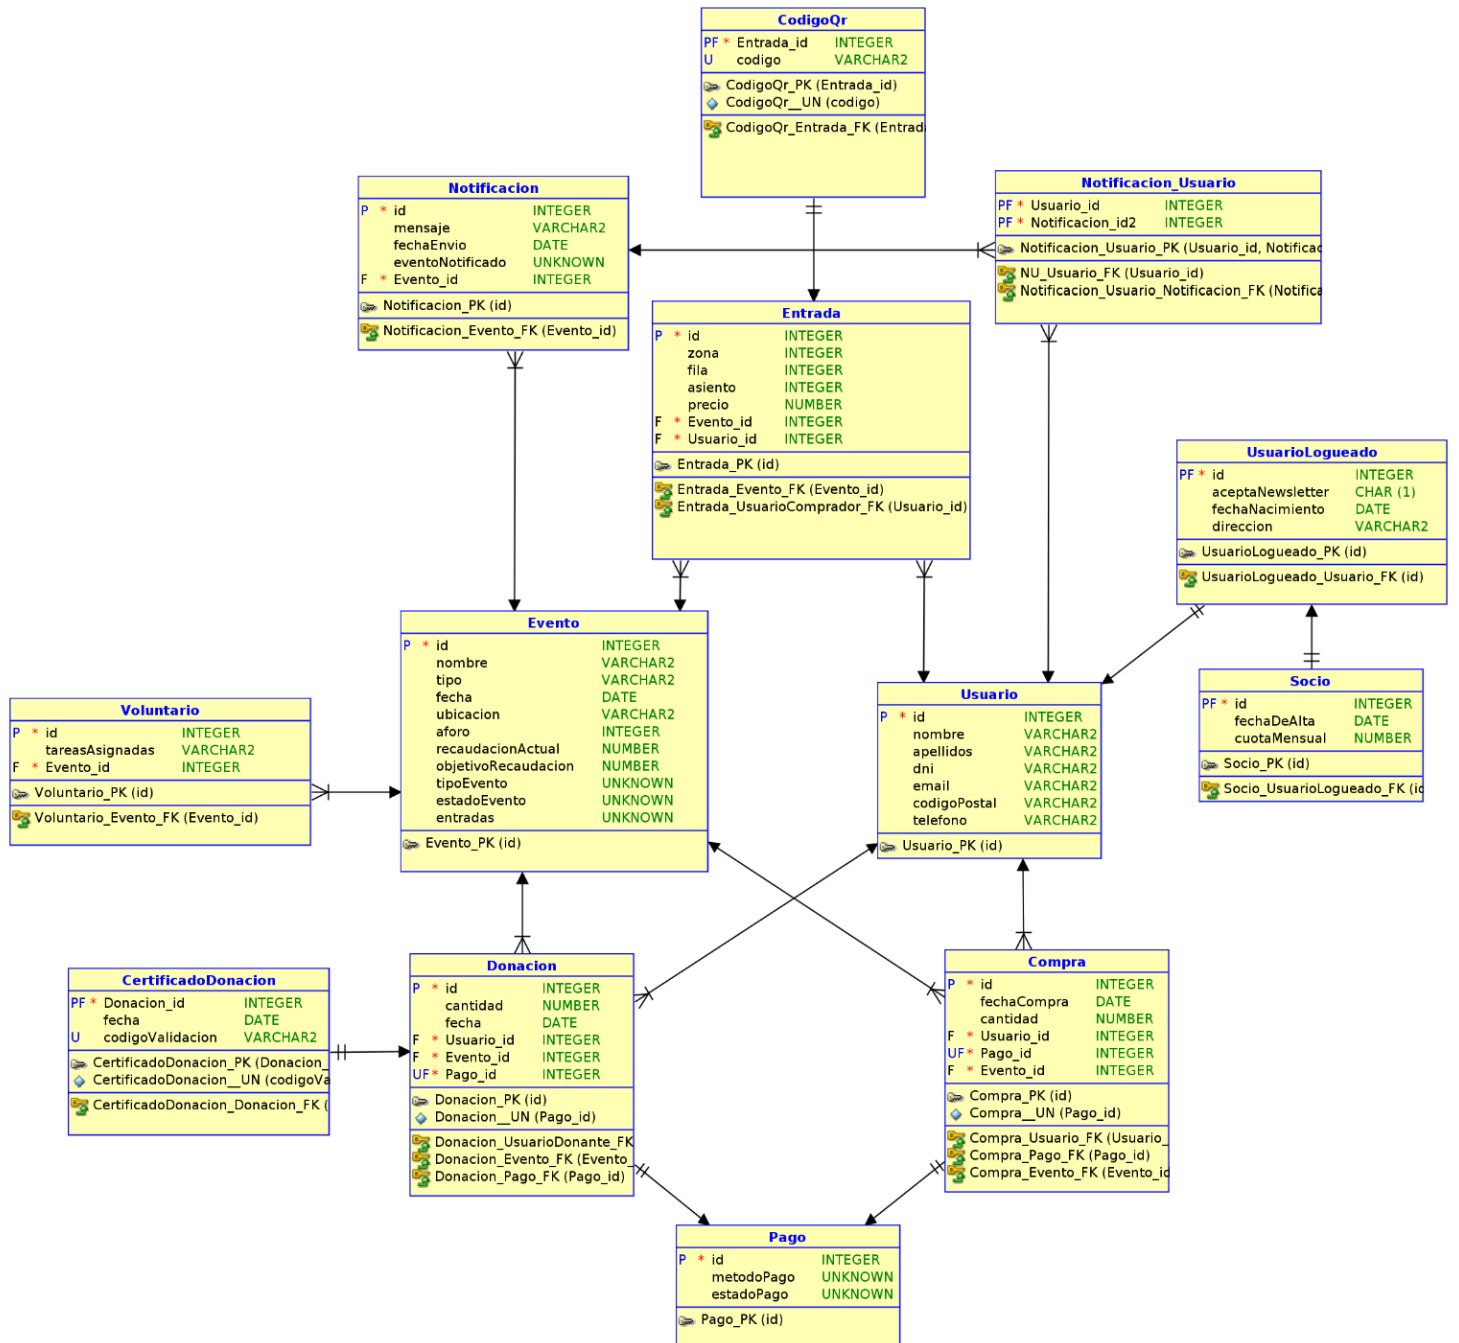 CodigoQr
PF * Entrada_id INTEGER
U codigo VARCHAR2
CodigoQr_PK (Entrada_id)
CodigoQr__UN (codigo)
CodigoQr_Entrada_FK (Entrad
Notificacion
P * id INTEGER
mensaje VARCHAR2
fechaEnvio DATE
eventoNotificado UNKNOWN
F * Evento_id INTEGER
Notificacion_PK (id)
Notificacion_Evento_FK (Evento_id)
Notificacion_Usuario
PF * Usuario_id INTEGER
PF * Notificacion_id2 INTEGER
Notificacion_Usuario_PK (Usuario_id, Notificac
NU_Usuario_FK (Usuario_id)
Notificacion_Usuario_Notificacion_FK (Notifica
Entrada
P * id INTEGER
zona INTEGER
fila INTEGER
asiento INTEGER
precio NUMBER
F * Evento_id INTEGER
F * Usuario_id INTEGER
Entrada_PK (id)
Entrada_Evento_FK (Evento_id)
Entrada_UsuarioComprador_FK (Usuario_id)
UsuarioLogueado
PF * id INTEGER
aceptaNewsletter CHAR (1)
fechaNacimiento DATE
direccion VARCHAR2
UsuarioLogueado_PK (id)
UsuarioLogueado_Usuario_FK (id)
Evento
P * id INTEGER
nombre VARCHAR2
tipo VARCHAR2
fecha DATE
ubicacion VARCHAR2
aforo INTEGER
recaudacionActual NUMBER
objetivoRecaudacion NUMBER
tipoEvento UNKNOWN
estadoEvento UNKNOWN
entradas UNKNOWN
Evento_PK (id)
Voluntario
P * id INTEGER
tareasAsignadas VARCHAR2
F * Evento_id INTEGER
Voluntario_PK (id)
Voluntario_Evento_FK (Evento_id)
Usuario
P * id INTEGER
nombre VARCHAR2
apellidos VARCHAR2
dni VARCHAR2
email VARCHAR2
codigoPostal VARCHAR2
telefono VARCHAR2
Usuario_PK (id)
Socio
PF * id INTEGER
fechaDeAlta DATE
cuotaMensual NUMBER
Socio_PK (id)
Socio_UsuarioLogueado_FK (id
CertificadoDonacion
PF * Donacion_id INTEGER
fecha DATE
U codigoValidacion VARCHAR2
CertificadoDonacion_PK (Donacion_
CertificadoDonacion__UN (codigoVa
CertificadoDonacion_Donacion_FK (
Donacion
P * id INTEGER
cantidad NUMBER
fecha DATE
F * Usuario_id INTEGER
F * Evento_id INTEGER
UF * Pago_id INTEGER
Donacion_PK (id)
Donacion__UN (Pago_id)
Donacion_UsuarioDonante_FK
Donacion_Evento_FK (Evento_
Donacion_Pago_FK (Pago_id)
Compra
P * id INTEGER
fechaCompra DATE
cantidad NUMBER
F * Usuario_id INTEGER
UF * Pago_id INTEGER
F * Evento_id INTEGER
Compra_PK (id)
Compra__UN (Pago_id)
Compra_Usuario_FK (Usuario_
Compra_Pago_FK (Pago_id)
Compra_Evento_FK (Evento_id
Pago
P * id INTEGER
metodoPago UNKNOWN
estadoPago UNKNOWN
Pago_PK (id)